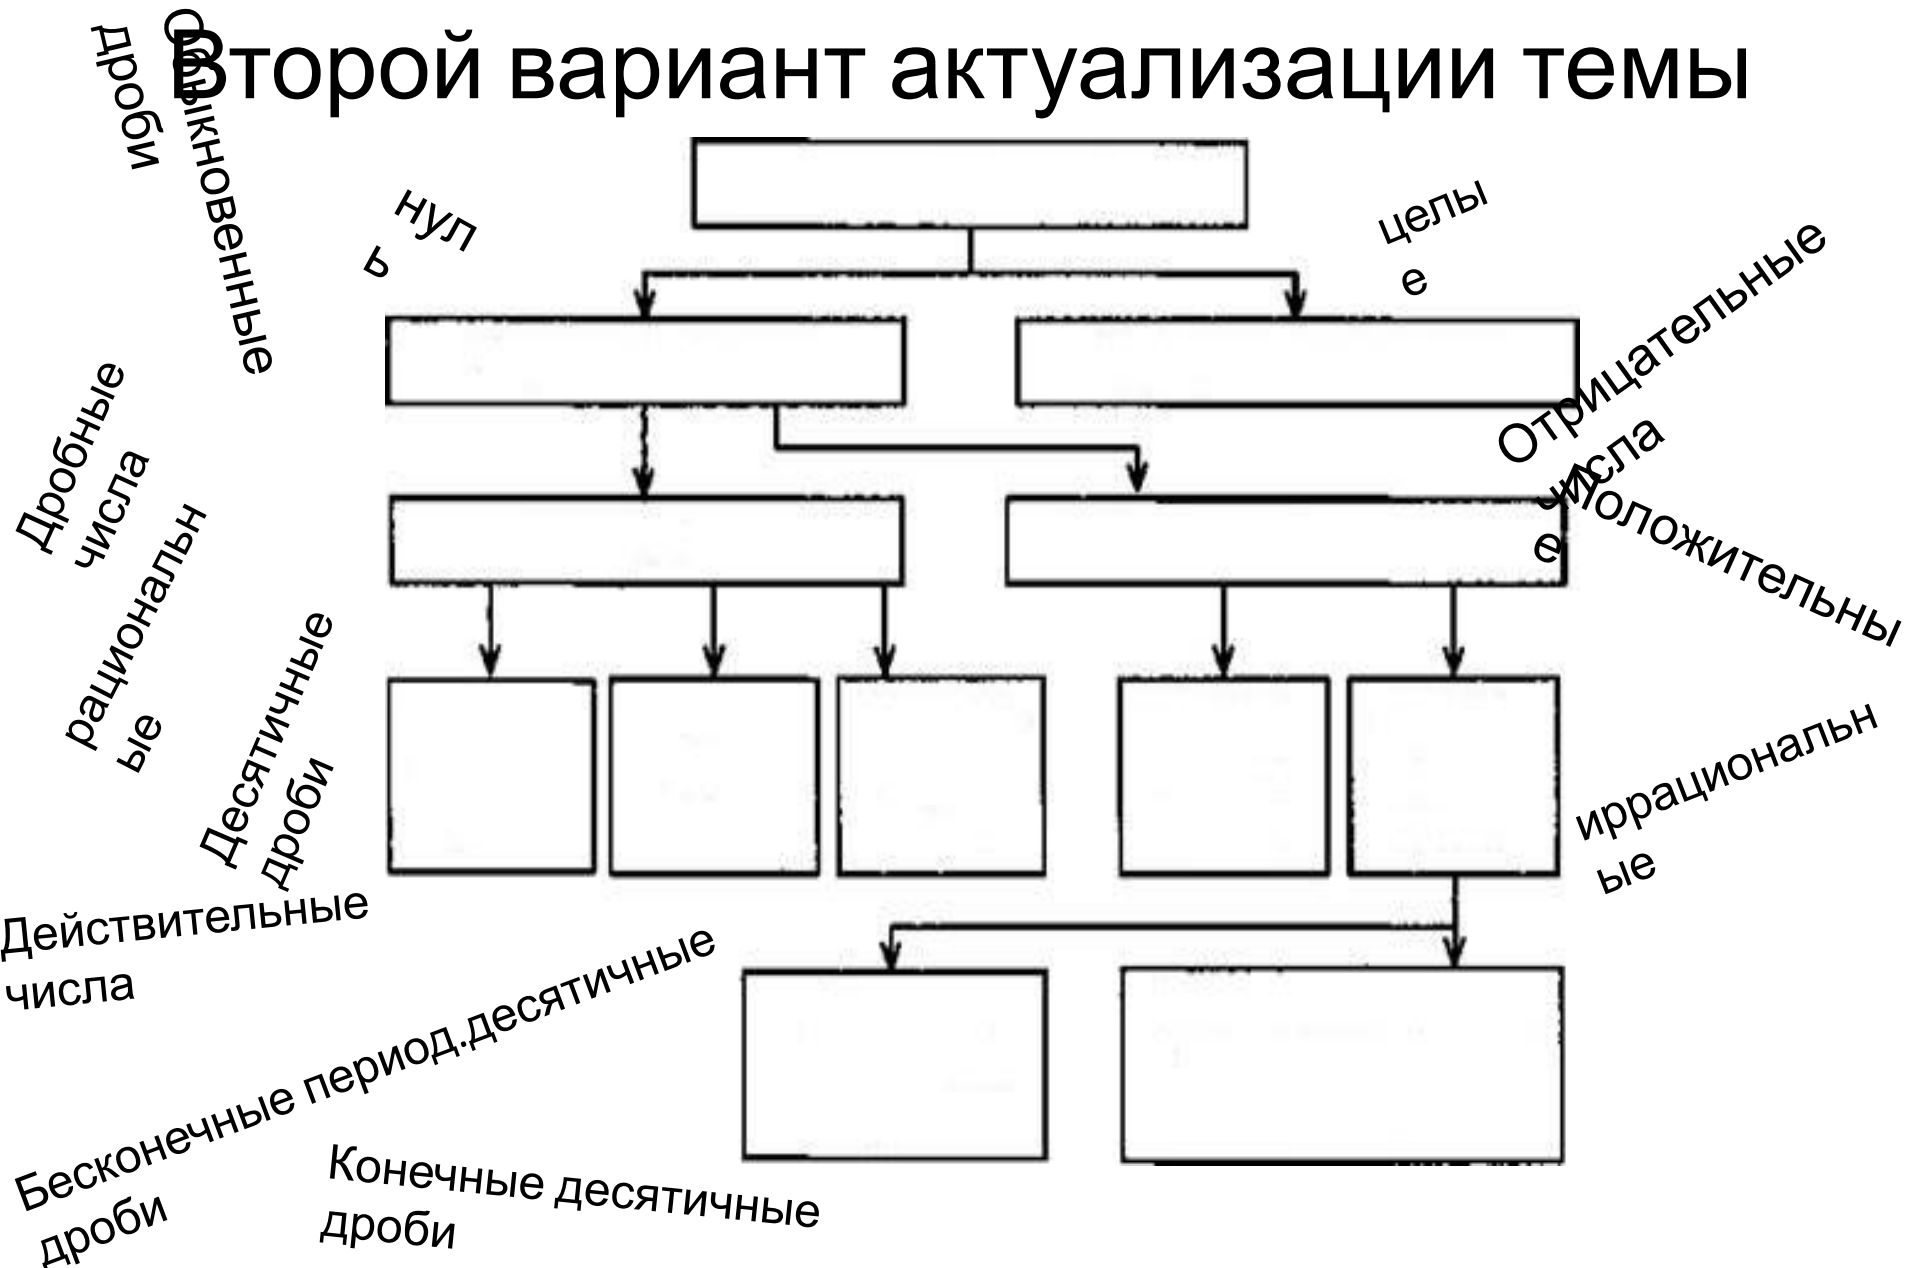 Второй вариант актуализации темы
Обыкновенные
дроби
нул
ь
целы
е
Отрицательные
числа
Положительны
е
Дробные
числа
рациональн
ые
Десятичные
дроби
иррациональн
ые
Действительные
числа
Бесконечные период.десятичные
дроби
Конечные десятичные
дроби